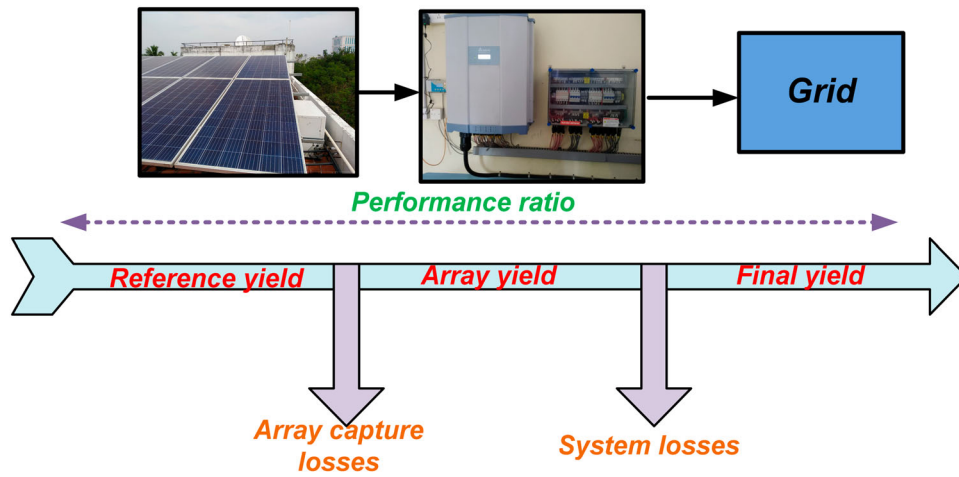 Grid
Performance ratio
Reference yield
Array yield
Final yield
Array capture
losses
System losses